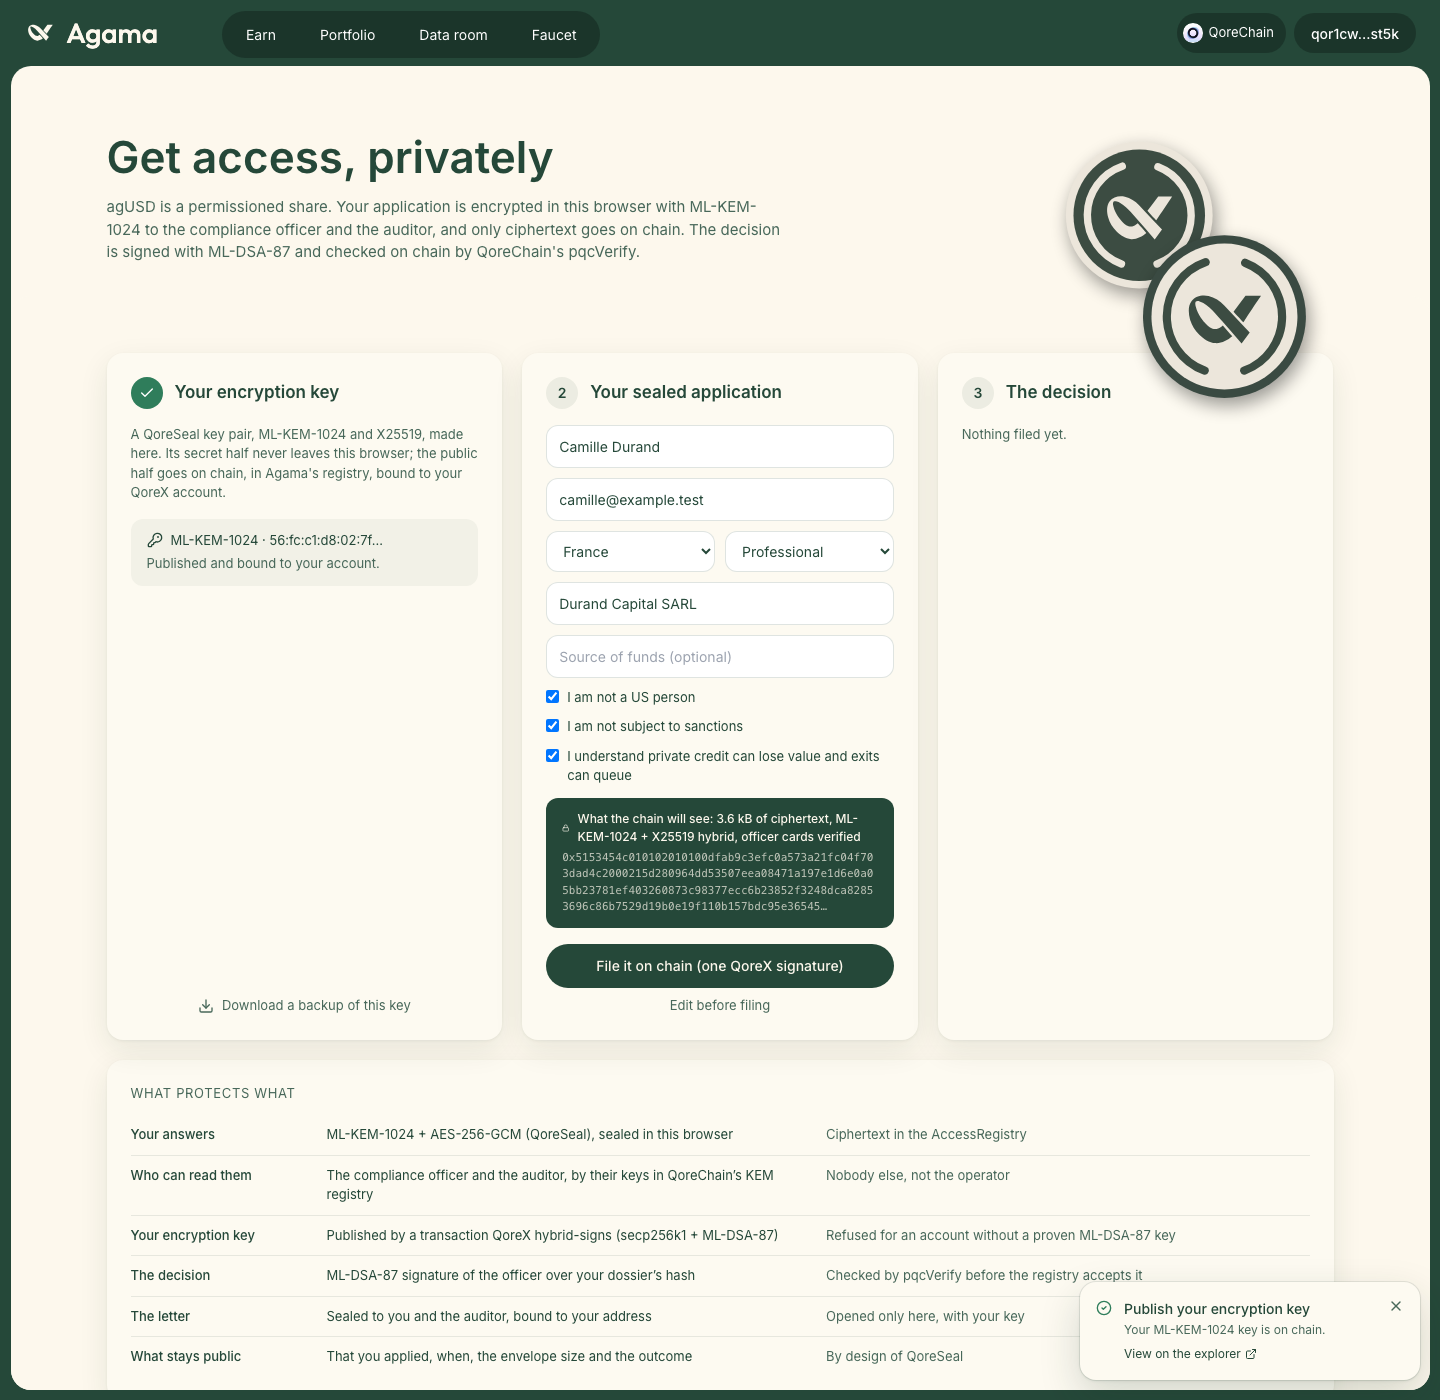 Agama
Earn
Portfolio
Data room
Faucet
QoreChain
qor1cw...st5k
Get access, privately
agUSD is a permissioned share. Your application is encrypted in this browser with ML-KEM-
1024 to the compliance officer and the auditor, and only ciphertext goes on chain. The decision
is signed with ML-DSA-87 and checked on chain by QoreChain's pqcVerify.
Your encryption key
A QoreSeal key pair, ML-KEM-1024 and X25519, made
here. Its secret half never leaves this browser; the public
half goes on chain, in Agama's registry, bound to your
QoreX account.
ML-KEM-1024 · 56:fc:c1:d8:02:7f...
Published and bound to your account.
Download a backup of this key
2
Your sealed application
Camille Durand
camille@example.test
France
Professional
Durand Capital SARL
Source of funds (optional)
I am not a US person
I am not subject to sanctions
I understand private credit can lose value and exits
can queue
What the chain will see: 3.6 kB of ciphertext, ML-
KEM-1024 + X25519 hybrid, officer cards verified
0x5153454c010102010100dfab9c3efc0a573a21fc04f70
3dad4c2000215d280964dd53507eea08471a197e1d6e0a0
5bb23781ef403260873c98377ecc6b23852f3248dca8285
3696c86b7529d19b0e19f110b157bdc95e36545…
File it on chain (one QoreX signature)
Edit before filing
3
The decision
Nothing filed yet.
WHAT PROTECTS WHAT
Your answers
ML-KEM-1024 + AES-256-GCM (QoreSeal), sealed in this browser
Ciphertext in the AccessRegistry
Who can read them
The compliance officer and the auditor, by their keys in QoreChain’s KEM
registry
Nobody else, not the operator
Your encryption key
Published by a transaction QoreX hybrid-signs (secp256k1 + ML-DSA-87)
Refused for an account without a proven ML-DSA-87 key
The decision
ML-DSA-87 signature of the officer over your dossier’s hash
Checked by pqcVerify before the registry accepts it
The letter
Sealed to you and the auditor, bound to your address
Opened only here, with your key
What stays public
That you applied, when, the envelope size and the outcome
By design of QoreSeal
Publish your encryption key
Your ML-KEM-1024 key is on chain.
View on the explorer